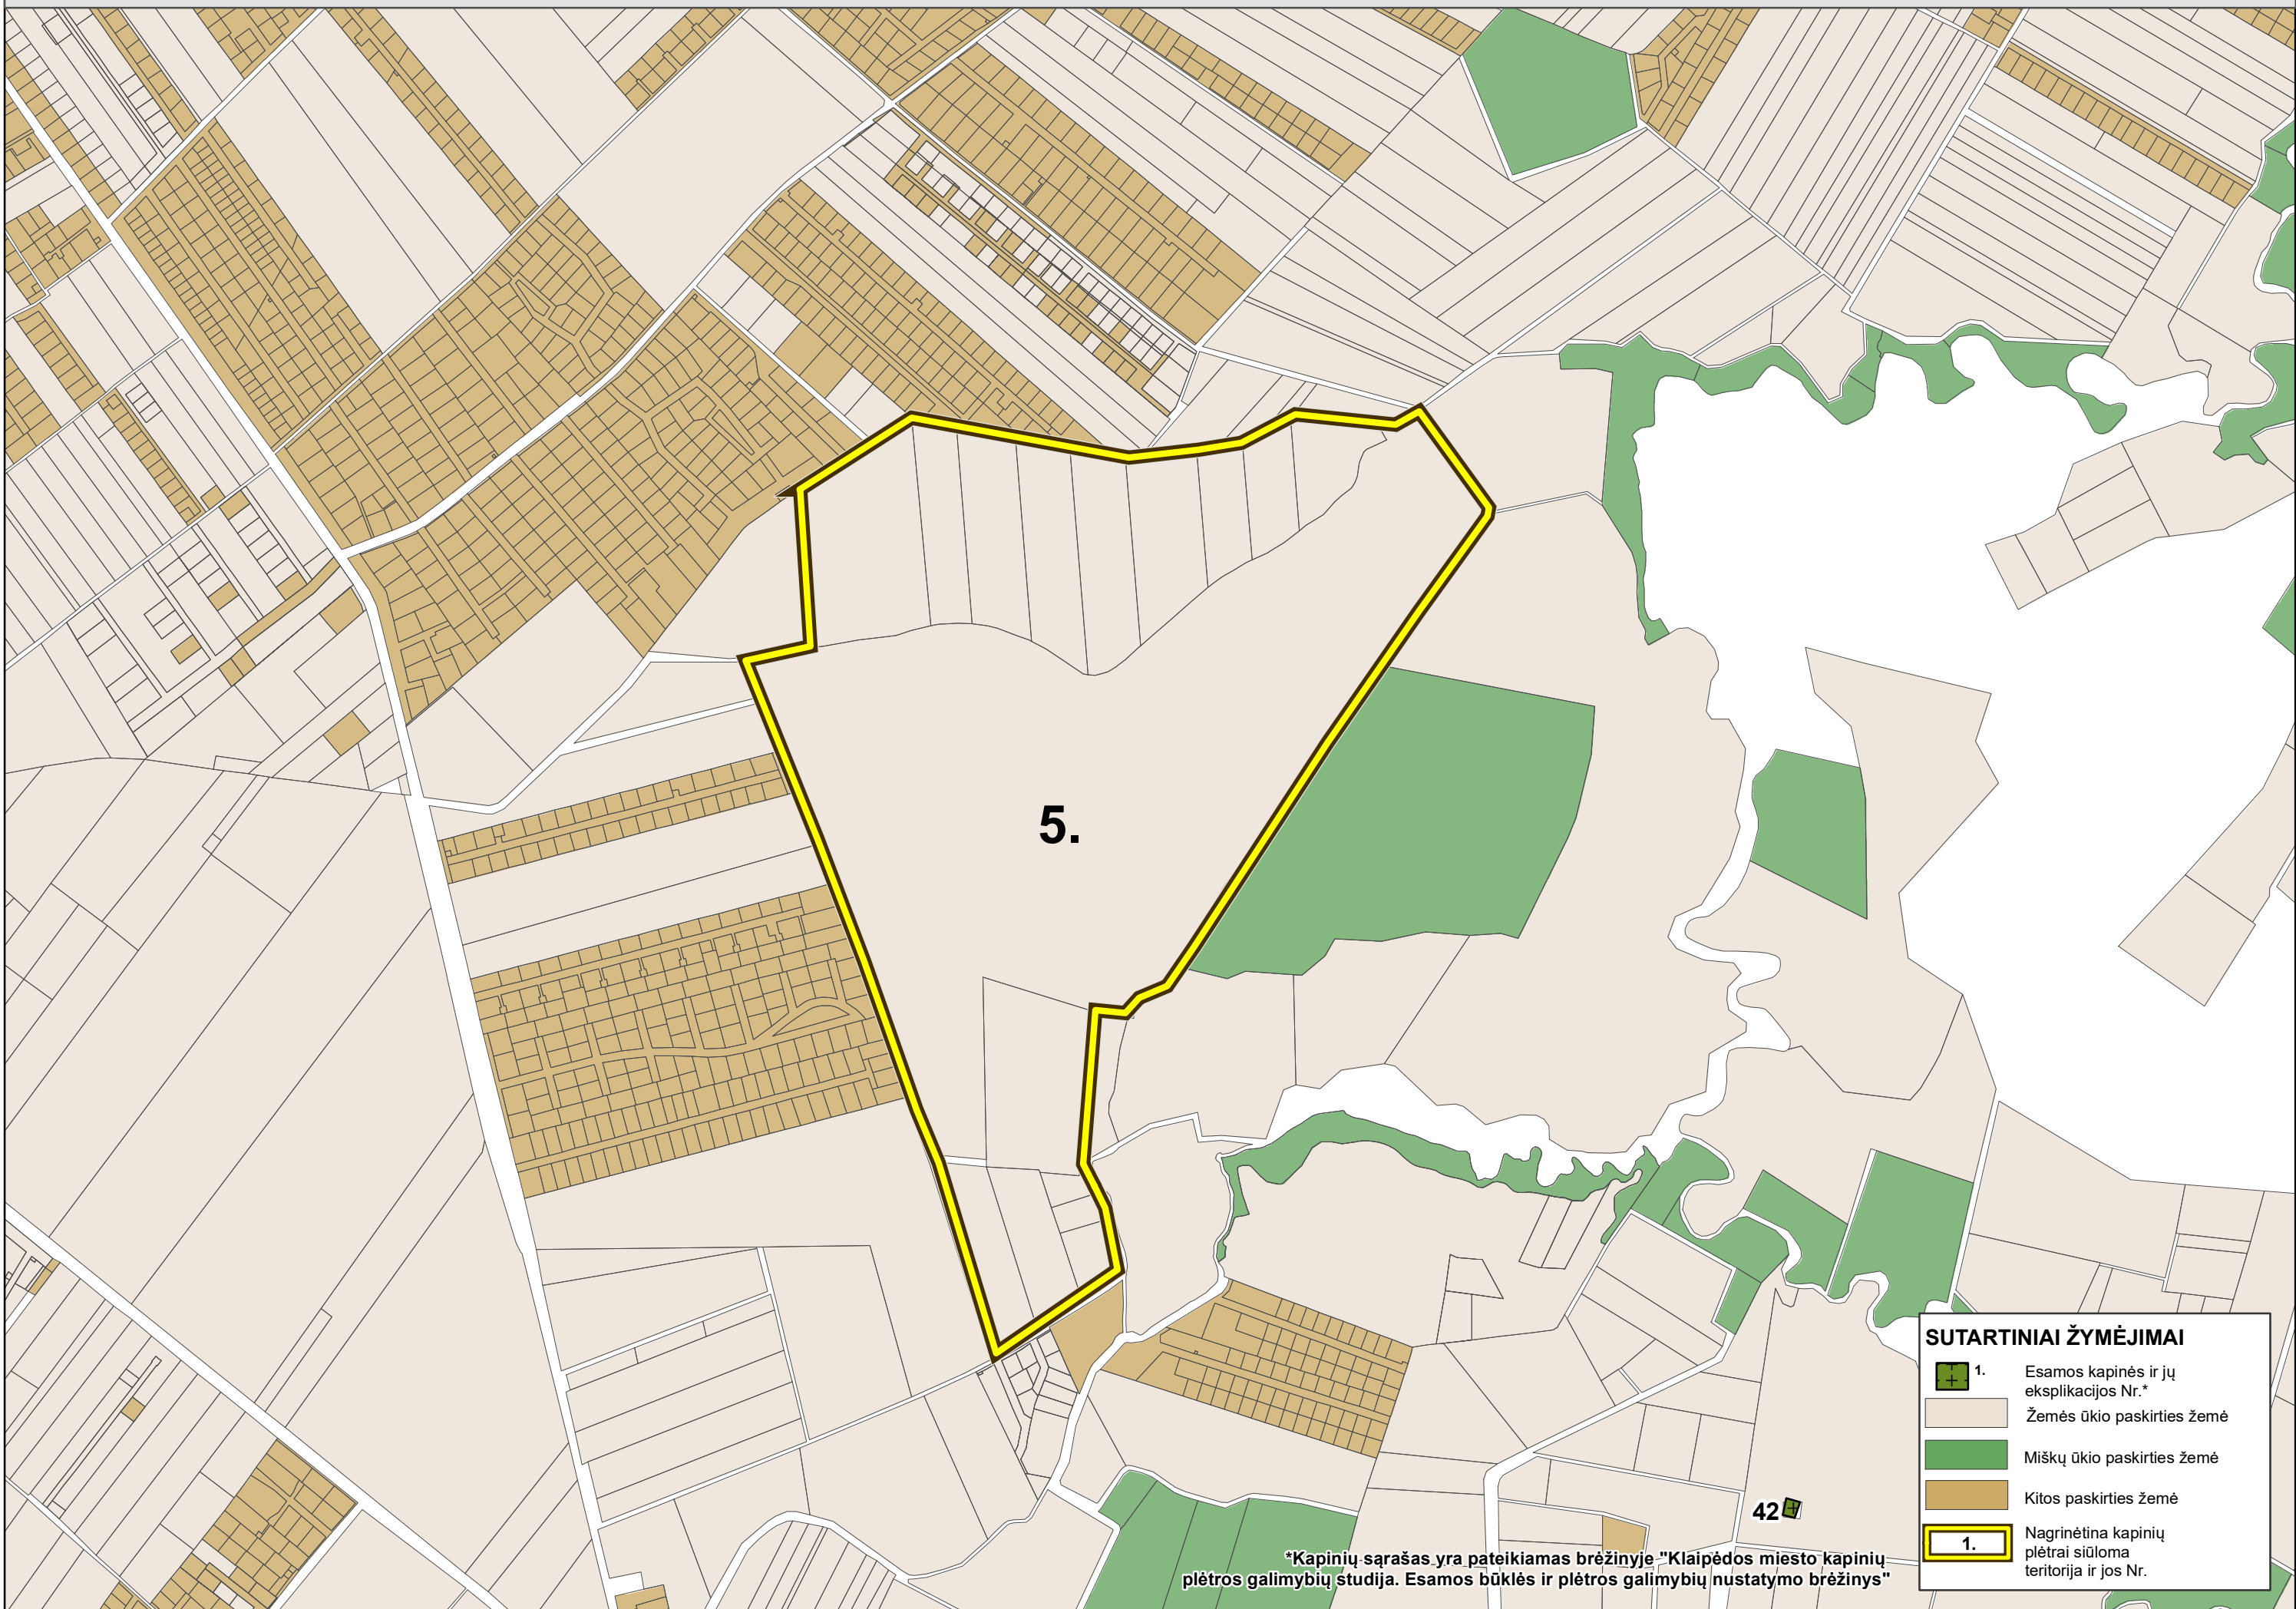 5.
42
*Kapinių sąrašas yra pateikiamas brėžinyje "Klaipėdos miesto kapinių
plėtros galimybių studija. Esamos būklės ir plėtros galimybių nustatymo brėžinys"
SUTARTINIAI ŽYMĖJIMAI
1.
Esamos kapinės ir jų
eksplikacijos Nr.*
Žemės ūkio paskirties žemė
Miškų ūkio paskirties žemė
Kitos paskirties žemė
1.
Nagrinėtina kapinių
plėtrai siūloma
teritorija ir jos Nr.